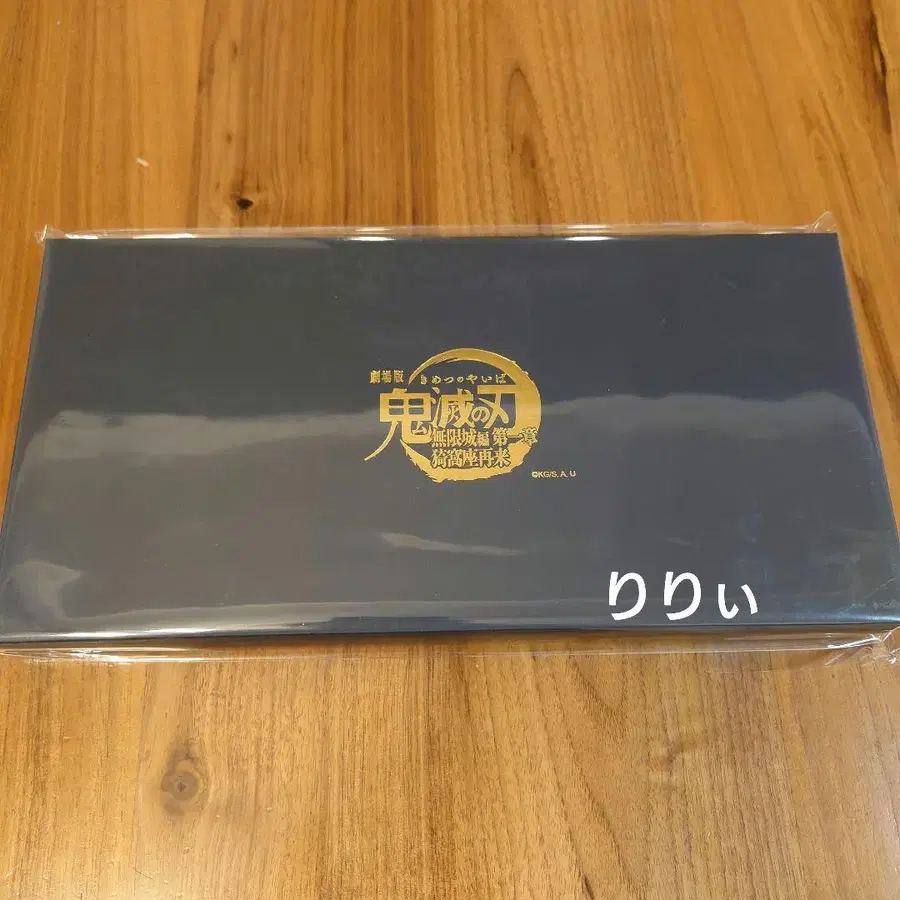 劇場版 きめつのやいば
鬼滅の刃
無限城編 第一章
猗窩座再来
©KG/S, A, U
りりぃ